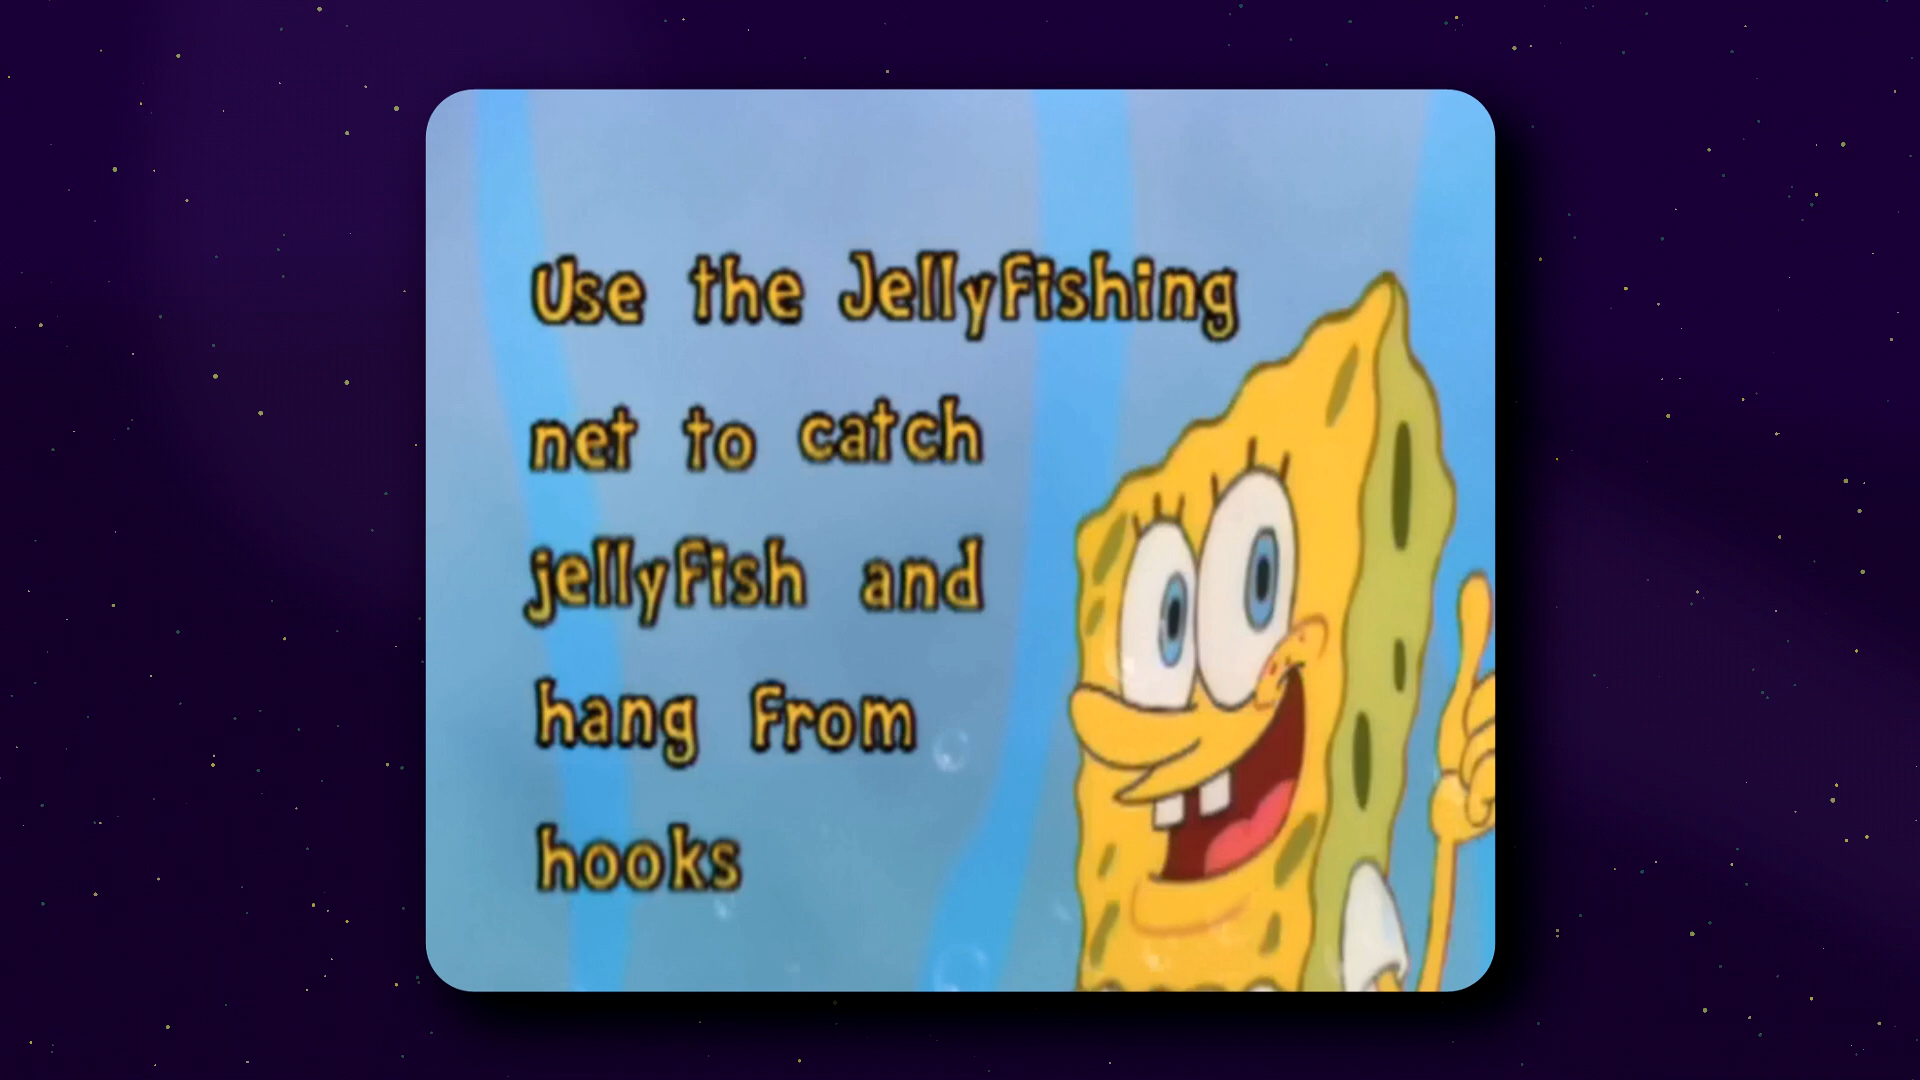 Use the Jellyfishing
net to catch
jellyfish and
hang from
hooks